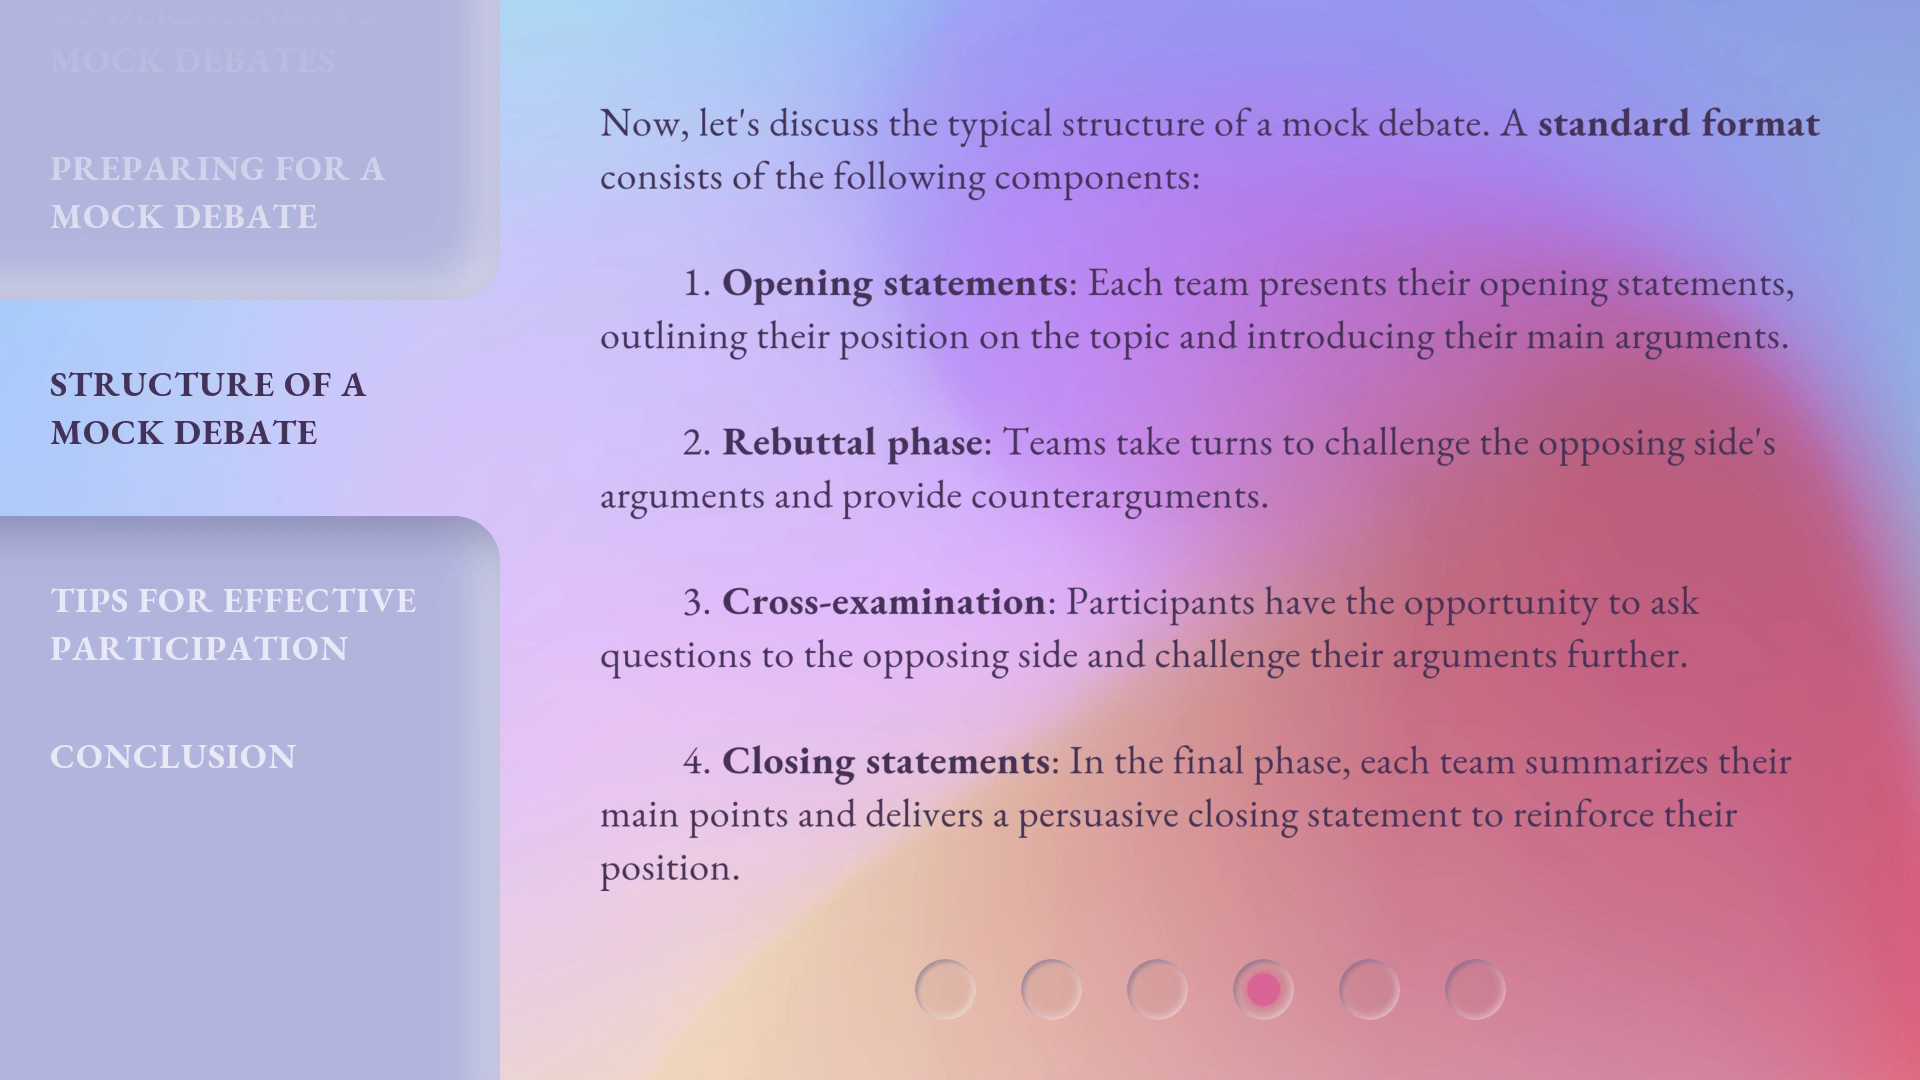 MOCK DEBATES
PREPARING FOR A
MOCK DEBATE
STRUCTURE OF A
MOCK DEBATE
TIPS FOR EFFECTIVE
PARTICIPATION
CONCLUSION
Now, let's discuss the typical structure of a mock debate. A standard format
consists of the following components:
1. Opening statements: Each team presents their opening statements,
outlining their position on the topic and introducing their main arguments.
2. Rebuttal phase: Teams take turns to challenge the opposing side's
arguments and provide counterarguments.
3. Cross-examination: Participants have the opportunity to ask
questions to the opposing side and challenge their arguments further.
4. Closing statements: In the final phase, each team summarizes their
main points and delivers a persuasive closing statement to reinforce their
position.